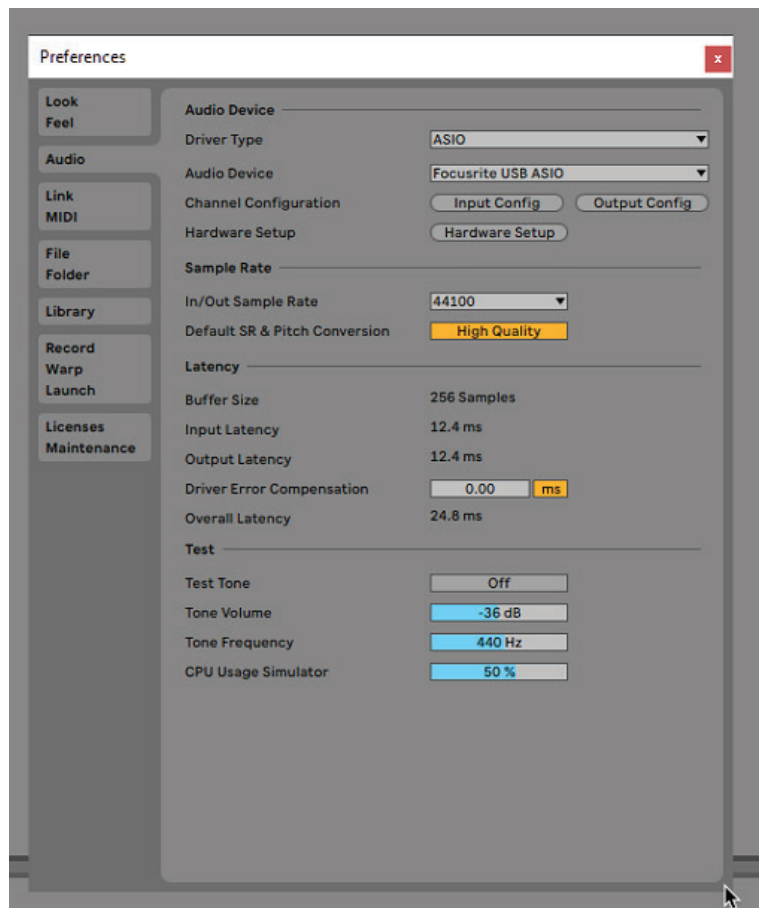 Preferences
x
Look
Feel
Audio
Link
MIDI
File
Folder
Library
Record
Warp
Launch
Licenses
Maintenance
Audio Device
Driver Type ASIO
Audio Device Focusrite USB ASIO
Channel Configuration Input Config Output Config
Hardware Setup Hardware Setup
Sample Rate
In/Out Sample Rate 44100
Default SR & Pitch Conversion High Quality
Latency
Buffer Size 256 Samples
Input Latency 12.4 ms
Output Latency 12.4 ms
Driver Error Compensation 0.00 ms
Overall Latency 24.8 ms
Test
Test Tone Off
Tone Volume -36 dB
Tone Frequency 440 Hz
CPU Usage Simulator 50 %